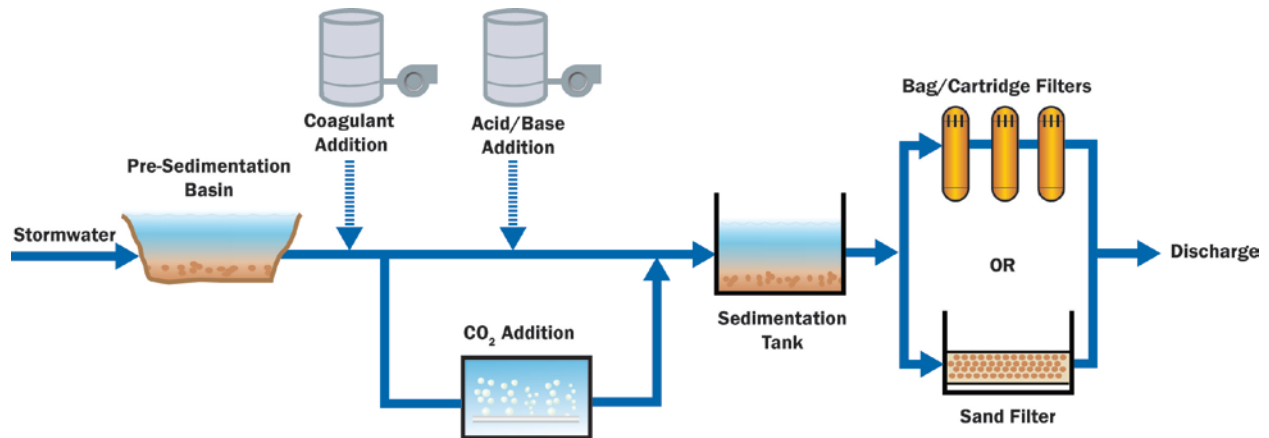 Stormwater
Pre-Sedimentation
Basin
Coagulant
Addition
Acid/Base
Addition
CO₂ Addition
Sedimentation
Tank
Bag/Cartridge Filters
OR
Sand Filter
Discharge